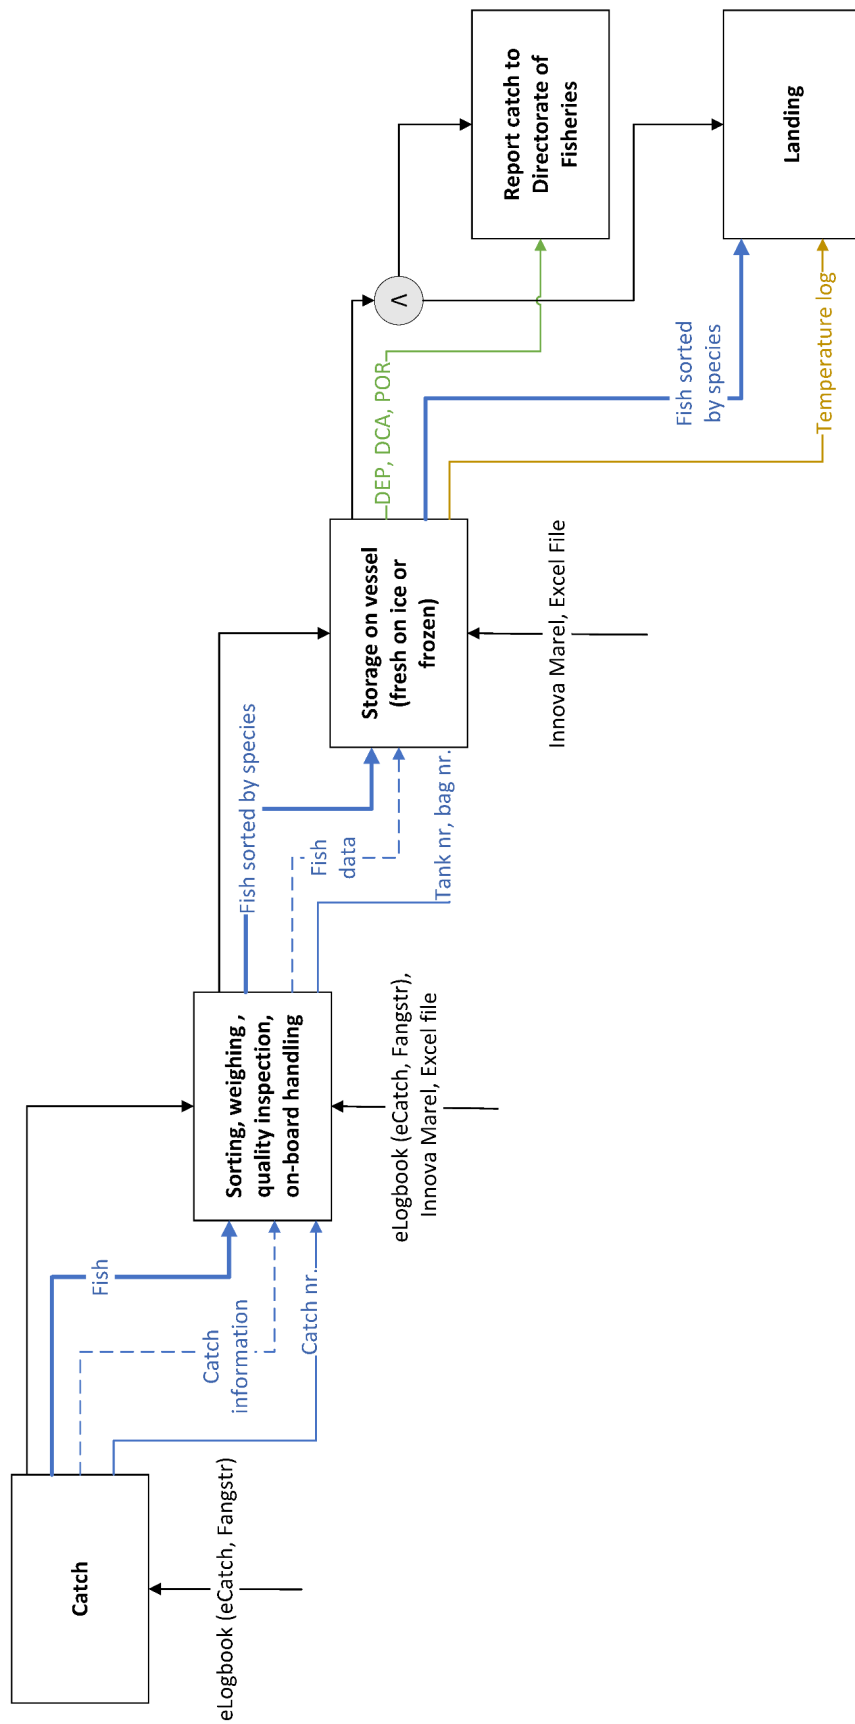 Catch
eLogbook (eCatch, Fangstr)
Fish
Catch
information
Catch nr.
Sorting, weighing ,
quality inspection,
on-board handling
eLogbook (eCatch, Fangstr),
Innova Marel, Excel file
Fish sorted by species
Fish
data
Tank nr, bag nr.
Storage on vessel
(fresh on ice or
frozen)
Innova Marel, Excel File
DEP, DCA, POR
Fish sorted
by species
Temperature log
V
Report catch to
Directorate of
Fisheries
Landing